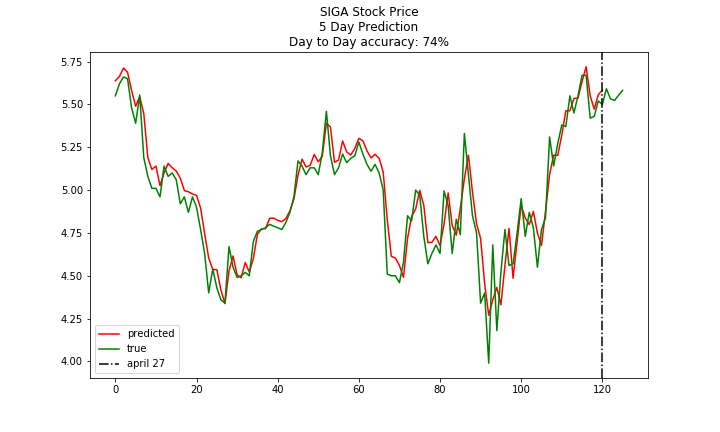 SIGA Stock Price
5 Day Prediction
Day to Day accuracy: 74%
5.75
5.50
5.25
5.00
4.75
4.50
4.25
4.00
predicted
true
april 27
0
20
40
60
80
100
120